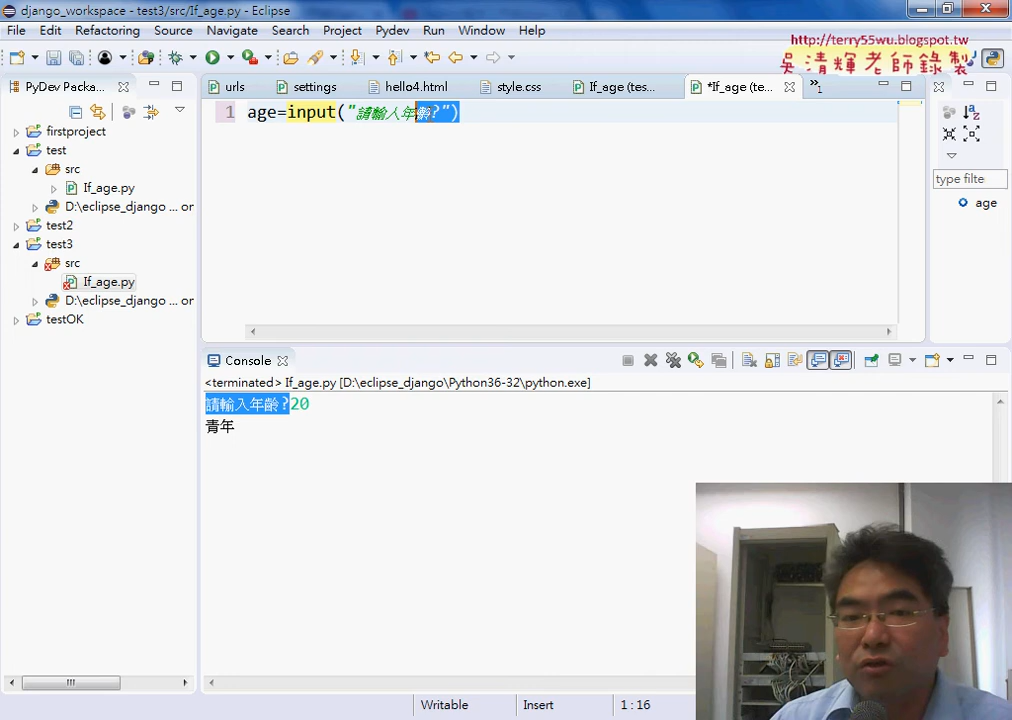 django_workspace - test3/src/If_age.py - Eclipse
File Edit Refactoring Source Navigate Search Project Pydev Run Window Help
http://terry55wu.blogspot.tw
吳清輝老師錄製
PyDev Packa...
urls
settings
hello4.html
style.css
If_age (tes...
*If_age (te...
»1
firstproject
test
src
If_age.py
D:\eclipse_django ... or
test2
test3
src
If_age.py
D:\eclipse_django ... or
testOK
1 age=input("請輸入年齡?")
type filte
age
Console
<terminated> If_age.py [D:\eclipse_django\Python36-32\python.exe]
請輸入年齡?20
青年
Writable
Insert
1 : 16